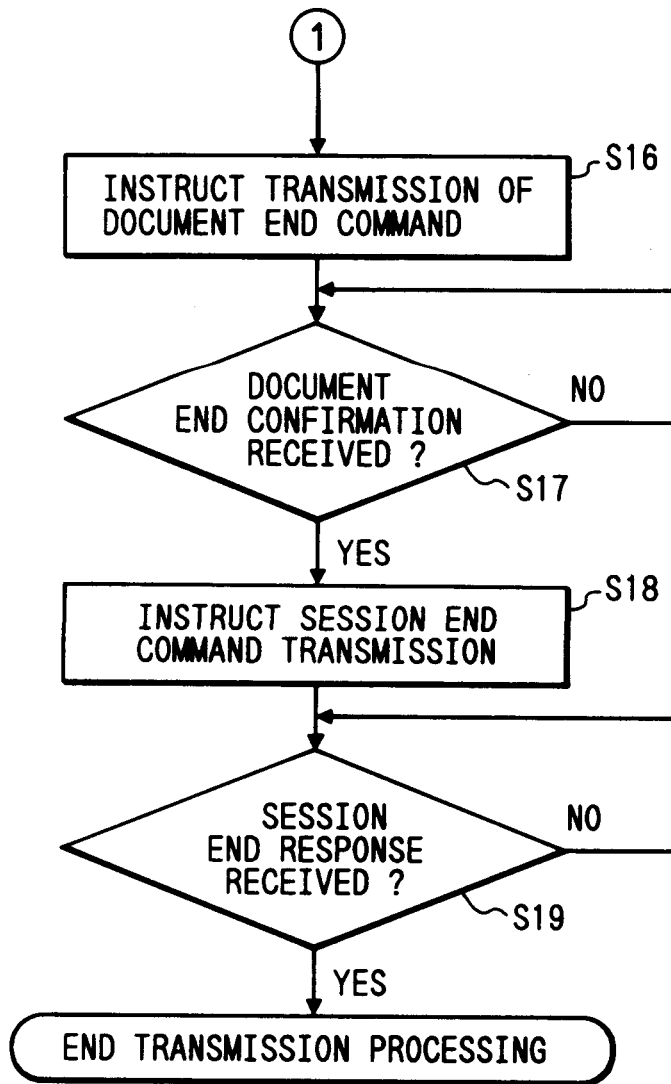 1
S16
INSTRUCT TRANSMISSION OF
DOCUMENT END COMMAND
DOCUMENT
END CONFIRMATION
RECEIVED ?
NO
S17
YES
S18
INSTRUCT SESSION END
COMMAND TRANSMISSION
SESSION
END RESPONSE
RECEIVED ?
NO
S19
YES
END TRANSMISSION PROCESSING